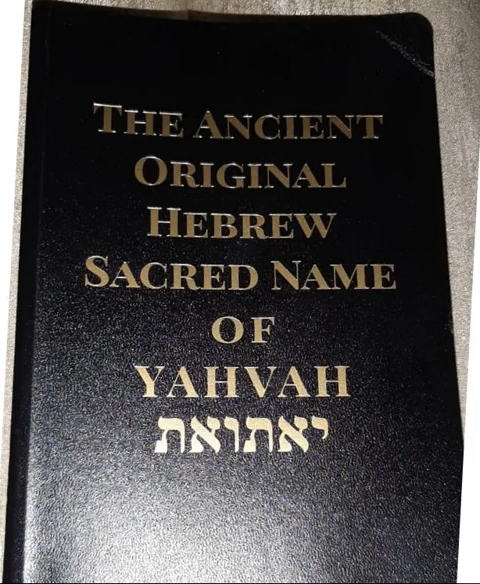 THE ANCIENT
ORIGINAL
HEBREW
SACRED NAME
OF
YAHVAH
יאתואת